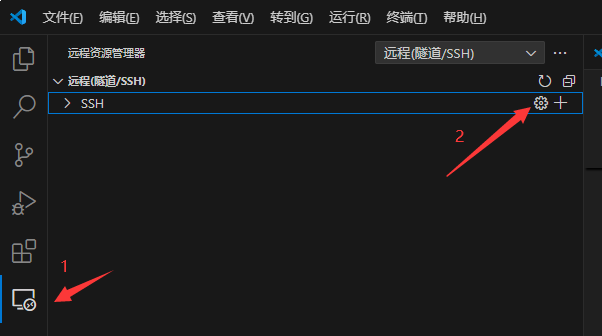 文件(F) 编辑(E) 选择(S) 查看(V) 转到(G) 运行(R) 终端(T) 帮助(H)
远程资源管理器 远程(隧道/SSH)
远程(隧道/SSH)
SSH
2
1